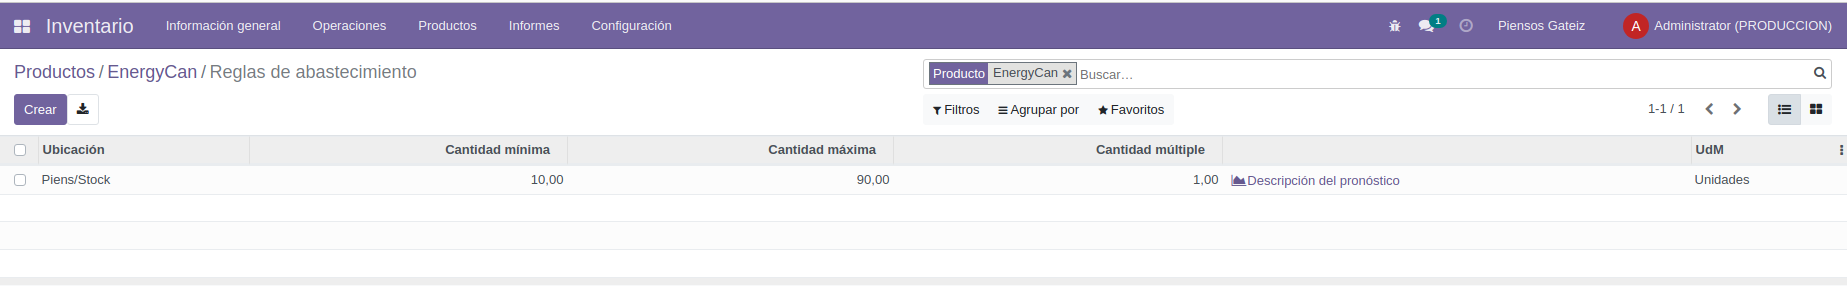 Inventario Información general Operaciones Productos Informes Configuración 1 Piensos Gateiz A Administrator (PRODUCCION)
Productos / EnergyCan / Reglas de abastecimiento
Producto EnergyCan Buscar...
Crear
Filtros Agrupar por Favoritos 1-1 / 1
Ubicación Cantidad mínima Cantidad máxima Cantidad múltiple UdM
Piens/Stock 10,00 90,00 1,00 Descripción del pronóstico Unidades